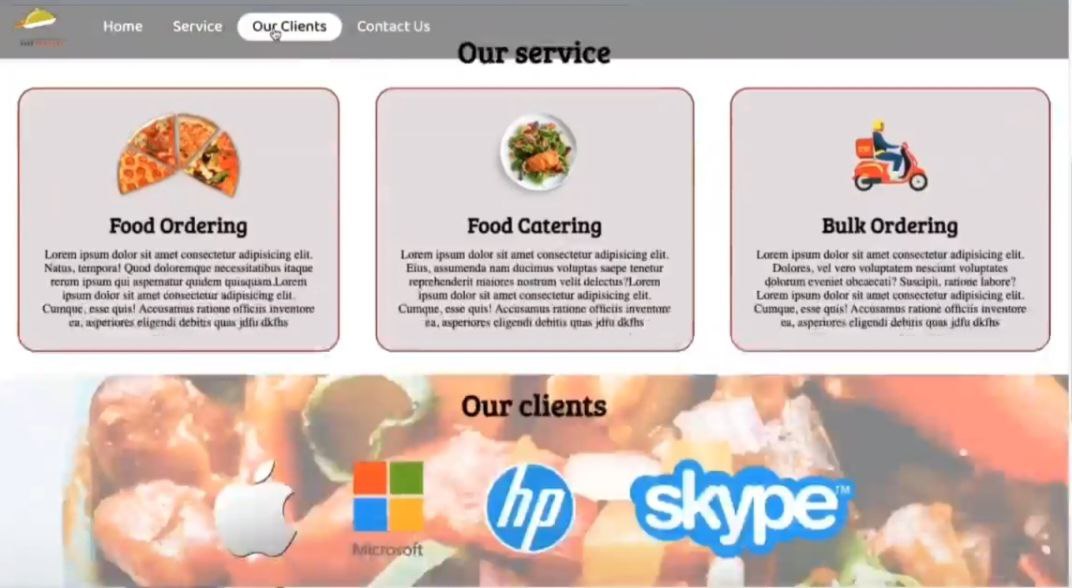 Home Service Our Clients Contact Us
Our service
Food Ordering
Lorem ipsum dolor sit amet consectetur adipisicing elit.
Natus, tempora! Quod doloremque necessitatibus itaque
rerum ipsum qui aspernatur quidem quisquam.Lorem
ipsum dolor sit amet consectetur adipisicing elit.
Cumque, esse quis! Accusamus ratione officiis inventore
ea, asperiores eligendi debitis quas jdfu dkfhs
Food Catering
Lorem ipsum dolor sit amet consectetur adipisicing elit.
Eius, assumenda nam ducimus voluptas saepe tenetur
reprehenderit maiores nostrum velit delectus?Lorem
ipsum dolor sit amet consectetur adipisicing elit.
Cumque, esse quis! Accusamus ratione officiis inventore
ea, asperiores eligendi debitis quas jdfu dkfhs
Bulk Ordering
Lorem ipsum dolor sit amet consectetur adipisicing elit.
Dolores, vel vero voluptatem nesciunt voluptates
dolorum eveniet obcaecati? Suscipit, ratione labore?
Lorem ipsum dolor sit amet consectetur adipisicing elit.
Cumque, esse quis! Accusamus ratione officiis inventore
ea, asperiores eligendi debitis quas jdfu dkfhs
Our clients
Microsoft
hp
skype™